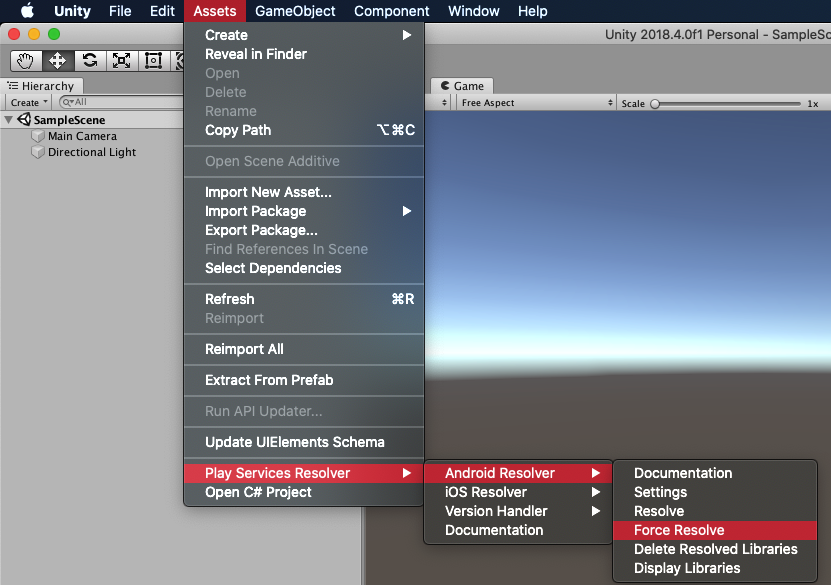 Unity File Edit Assets GameObject Component Window Help
Unity 2018.4.0f1 Personal - SampleSc
Hierarchy
Create All
SampleScene
Main Camera
Directional Light
Game
Free Aspect Scale 1x
Create
Reveal in Finder
Open
Delete
Rename
Copy Path ⌥⌘C
Open Scene Additive
Import New Asset...
Import Package
Export Package...
Find References In Scene
Select Dependencies
Refresh ⌘R
Reimport
Reimport All
Extract From Prefab
Run API Updater...
Update UIElements Schema
Play Services Resolver
Open C# Project
Android Resolver
iOS Resolver
Version Handler
Documentation
Documentation
Settings
Resolve
Force Resolve
Delete Resolved Libraries
Display Libraries